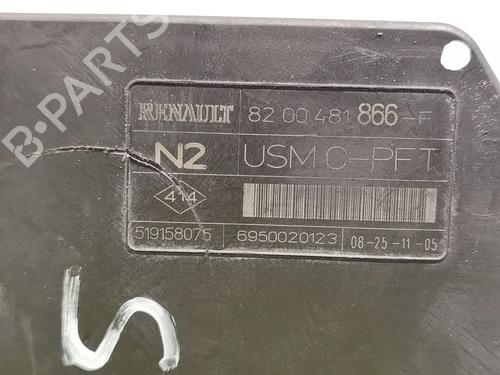 RENAULT 82 00 481 866-F
N2 USM C-PFT
414
519158075 6950020123 08-25-11-05
B-PARTS
S